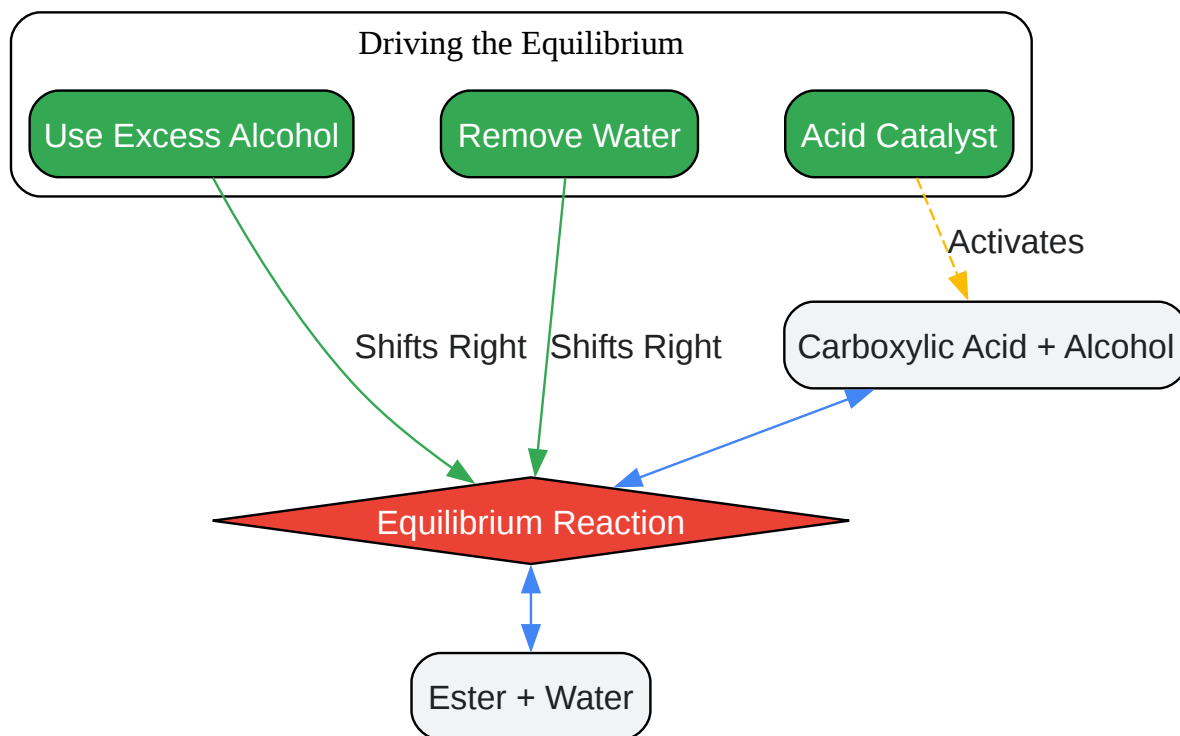 Driving the Equilibrium
Use Excess Alcohol
Remove Water
Acid Catalyst
Activates
Shifts Right
Shifts Right
Carboxylic Acid + Alcohol
Equilibrium Reaction
Ester + Water